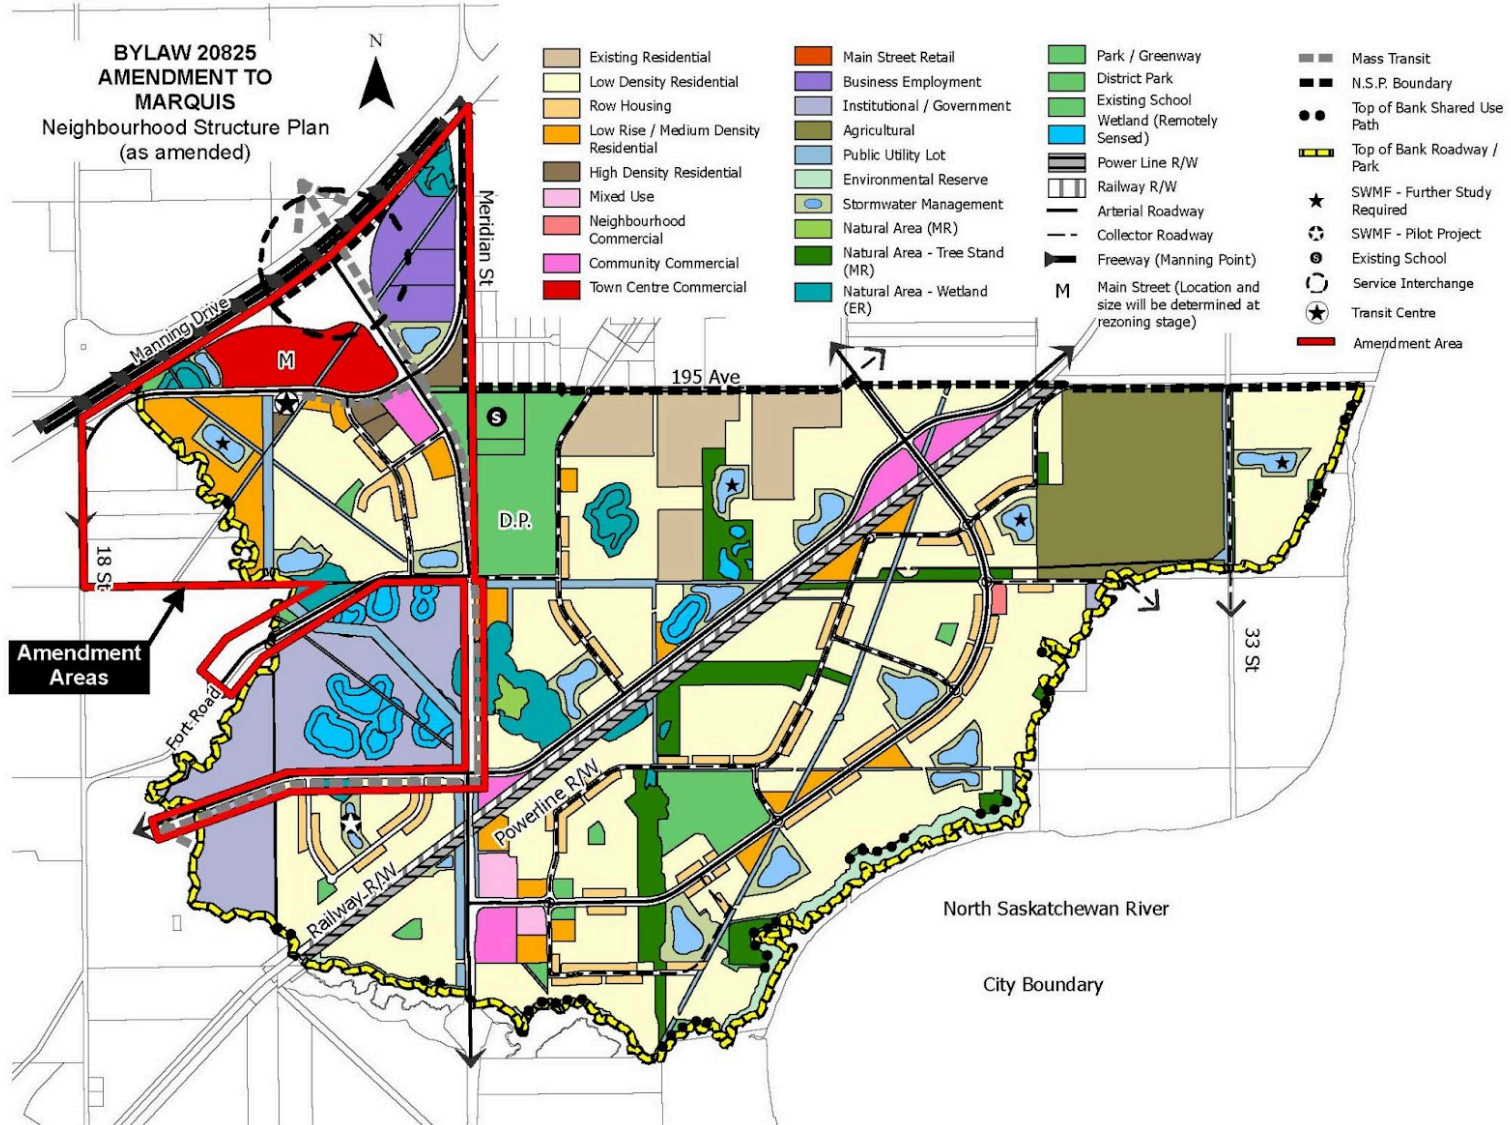 BYLAW 20825
AMENDMENT TO
MARQUIS
Neighbourhood Structure Plan
(as amended)
N
Existing Residential
Low Density Residential
Row Housing
Low Rise / Medium Density
Residential
High Density Residential
Mixed Use
Neighbourhood
Commercial
Community Commercial
Town Centre Commercial
Main Street Retail
Business Employment
Institutional / Government
Agricultural
Public Utility Lot
Environmental Reserve
Stormwater Management
Natural Area (MR)
Natural Area - Tree Stand
(MR)
Natural Area - Wetland
(ER)
Park / Greenway
District Park
Existing School
Wetland (Remotely
Sensed)
Power Line R/W
Railway R/W
Arterial Roadway
Collector Roadway
Freeway (Manning Point)
M
Main Street (Location and
size will be determined at
rezoning stage)
Mass Transit
N.S.P. Boundary
Top of Bank Shared Use
Path
Top of Bank Roadway /
Park
SWMF - Further Study
Required
SWMF - Pilot Project
S
Existing School
Service Interchange
Transit Centre
Amendment Area
Meridian St
Manning Drive
M
195 Ave
S
D.P.
18 St
Amendment
Areas
Fort Road
33 St
Powerline R/W
Railway R/W
North Saskatchewan River
City Boundary